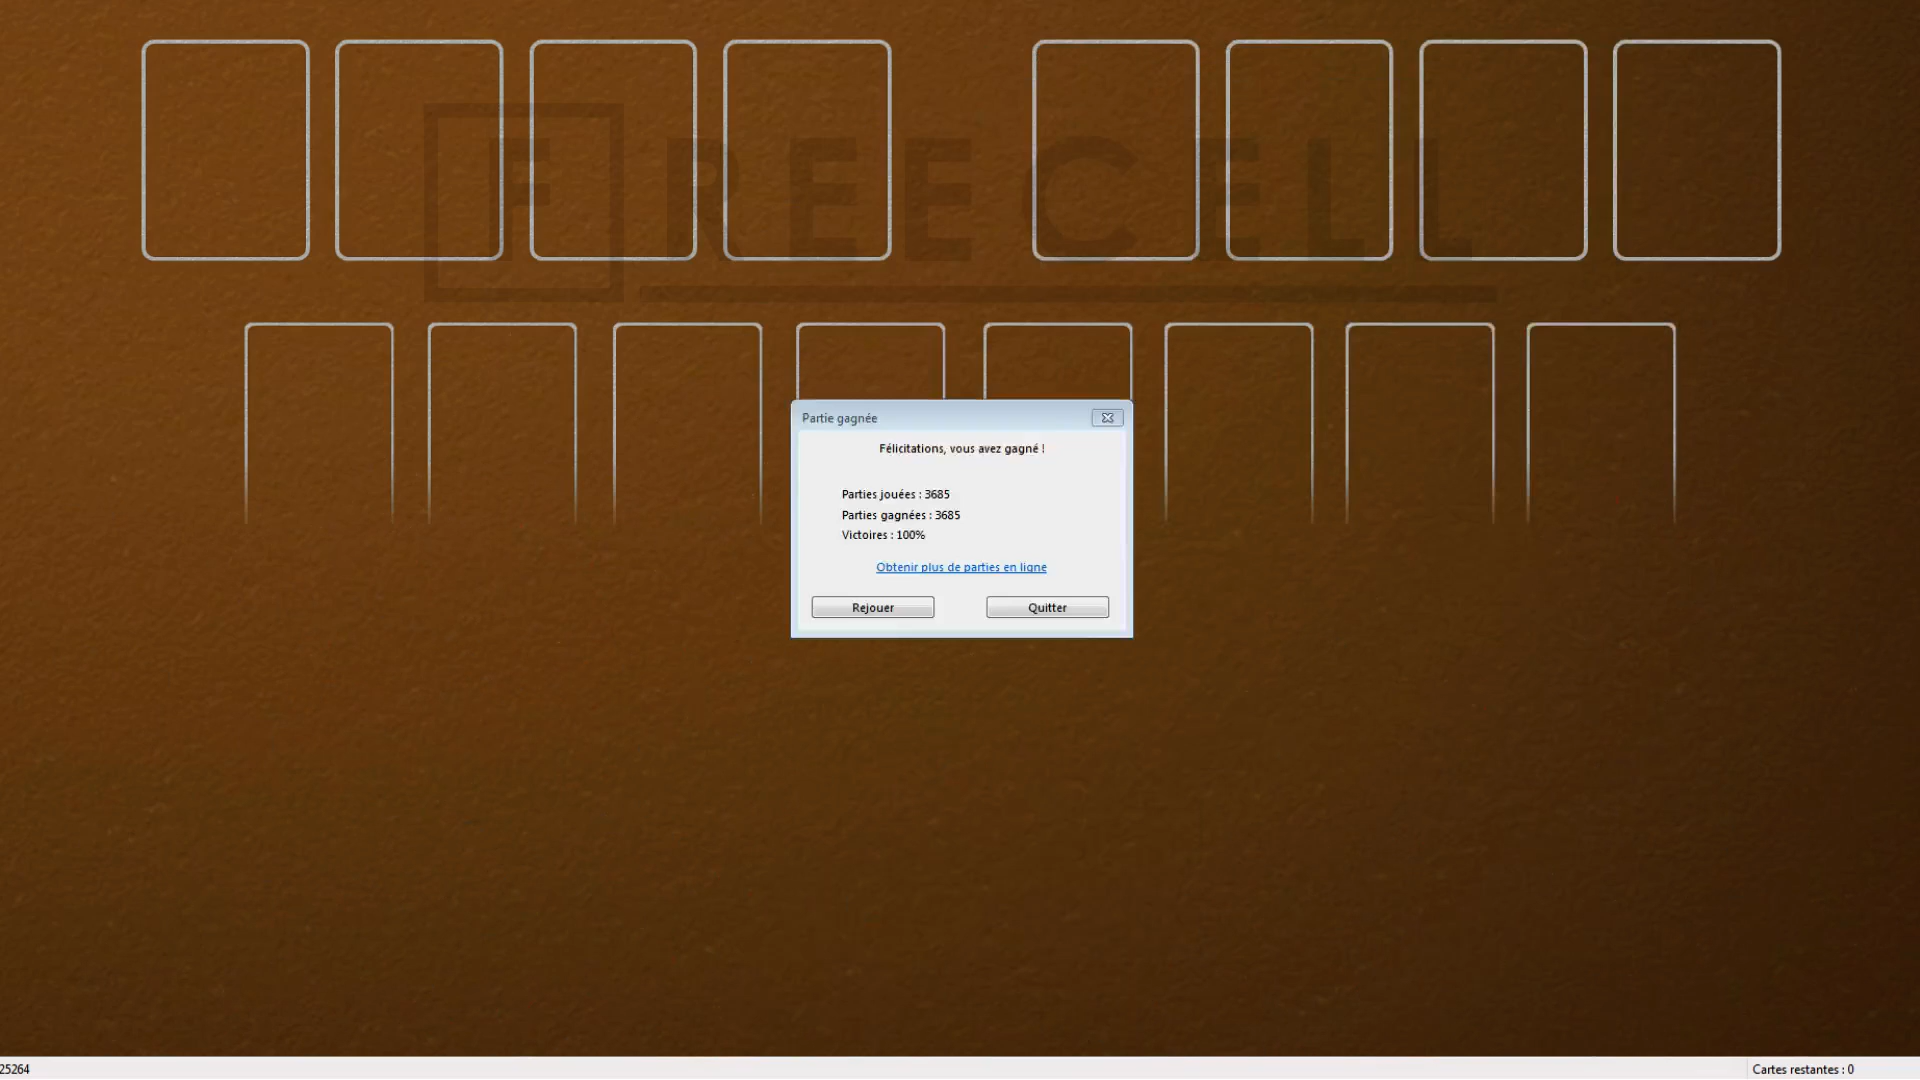 FREECELL
Partie gagnée
Félicitations, vous avez gagné !
Parties jouées : 3685
Parties gagnées : 3685
Victoires : 100%
Obtenir plus de parties en ligne
Rejouer
Quitter
25264
Cartes restantes : 0